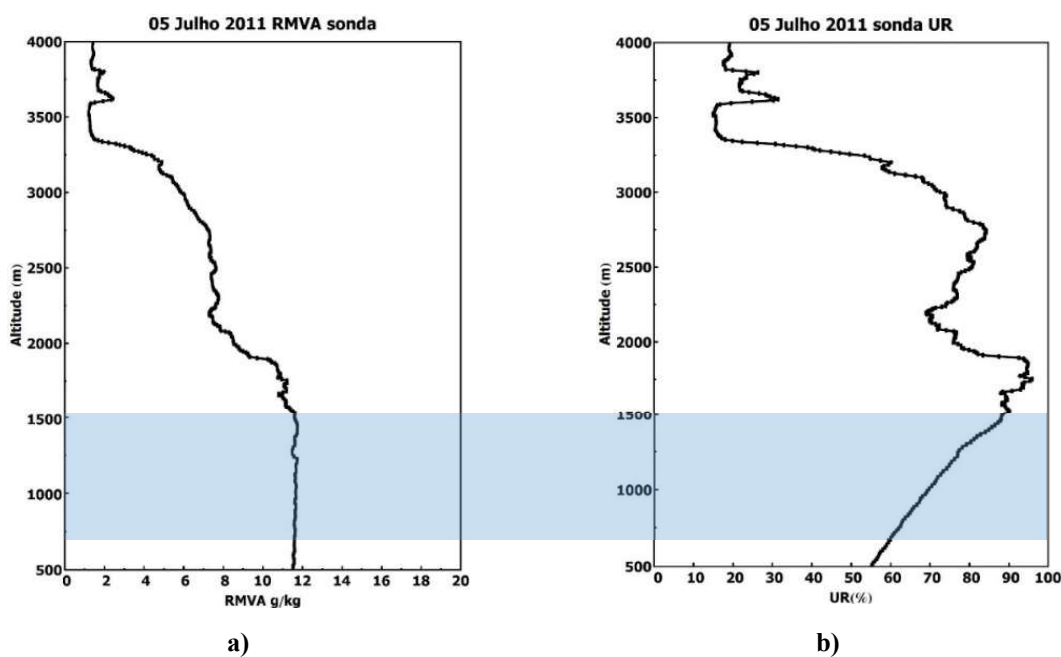 05 Julho 2011 RMVA sonda
4000
3500
3000
2500
2000
1500
1000
500
Altitude (m)
0 2 4 6 8 10 12 14 16 18 20
RMVA g/kg
a)
05 Julho 2011 sonda UR
4000
3500
3000
2500
2000
1500
1000
500
Altitude (m)
0 10 20 30 40 50 60 70 80 90 100
UR(%)
b)